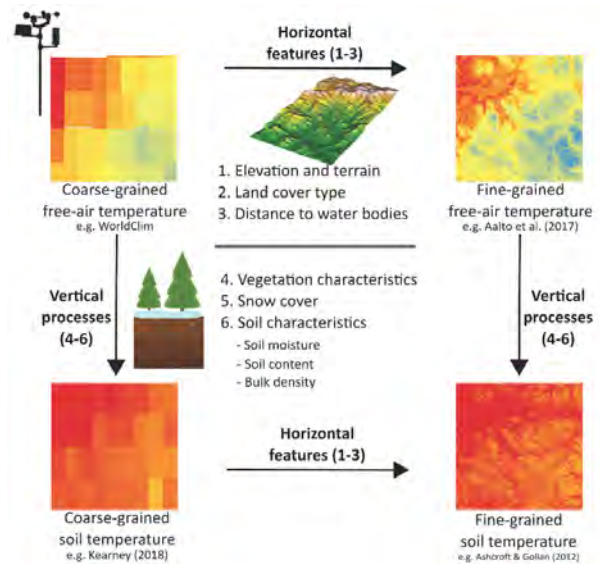 Horizontal
features (1-3)
1. Elevation and terrain
2. Land cover type
3. Distance to water bodies
Coarse-grained
free-air temperature
e.g. WorldClim
Fine-grained
free-air temperature
e.g. Aalto et al. (2017)
Vertical
processes
(4-6)
4. Vegetation characteristics
5. Snow cover
6. Soil characteristics
- Soil moisture
- Soil content
- Bulk density
Vertical
processes
(4-6)
Horizontal
features (1-3)
Coarse-grained
soil temperature
e.g. Kearney (2018)
Fine-grained
soil temperature
e.g. Ashcroft & Gollan (2012)